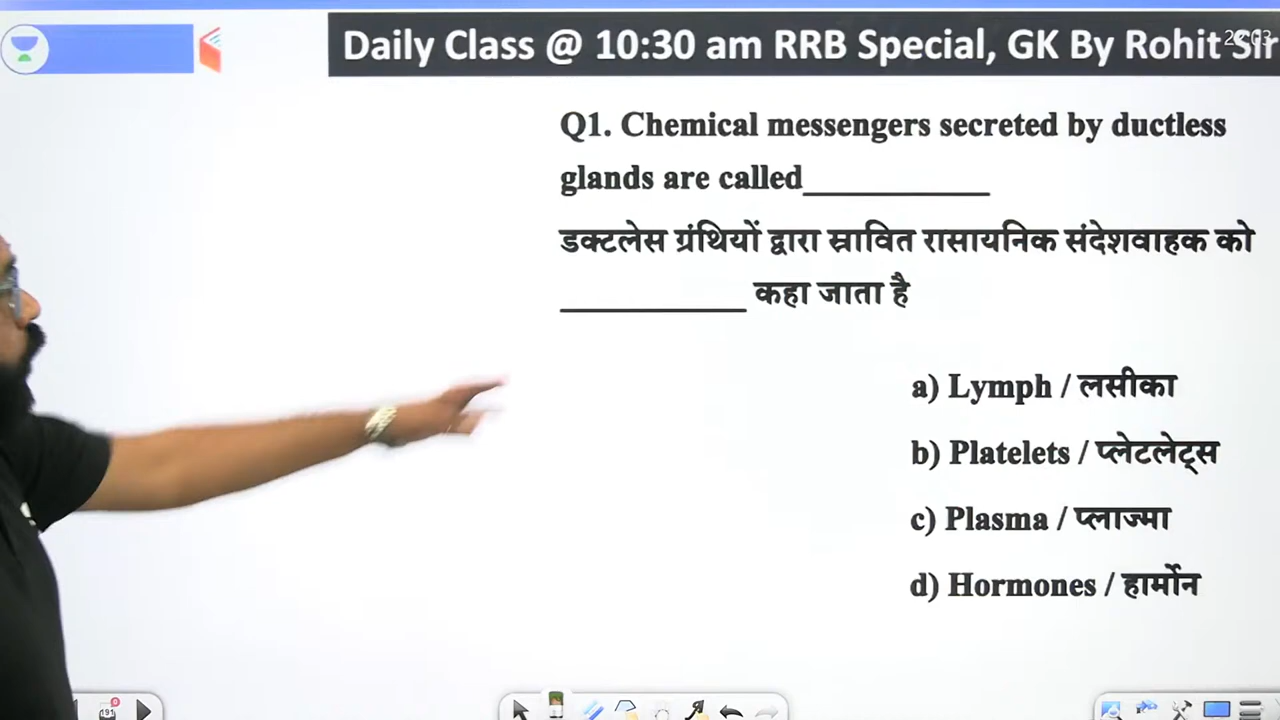 Daily Class @ 10:30 am RRB Special, GK By Rohit Sir
Q1. Chemical messengers secreted by ductless
glands are called___________
डक्टलेस ग्रंथियों द्वारा स्रावित रासायनिक संदेशवाहक को
___________ कहा जाता है
a) Lymph / लसीका
b) Platelets / प्लेटलेट्स
c) Plasma / प्लाज्मा
d) Hormones / हार्मोन
191